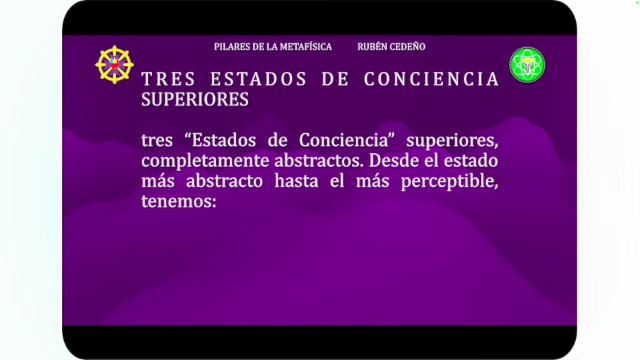 PILARES DE LA METAFÍSICA RUBÉN CEDEÑO
TRES ESTADOS DE CONCIENCIA
SUPERIORES
tres “Estados de Conciencia” superiores,
completamente abstractos. Desde el estado
más abstracto hasta el más perceptible,
tenemos: